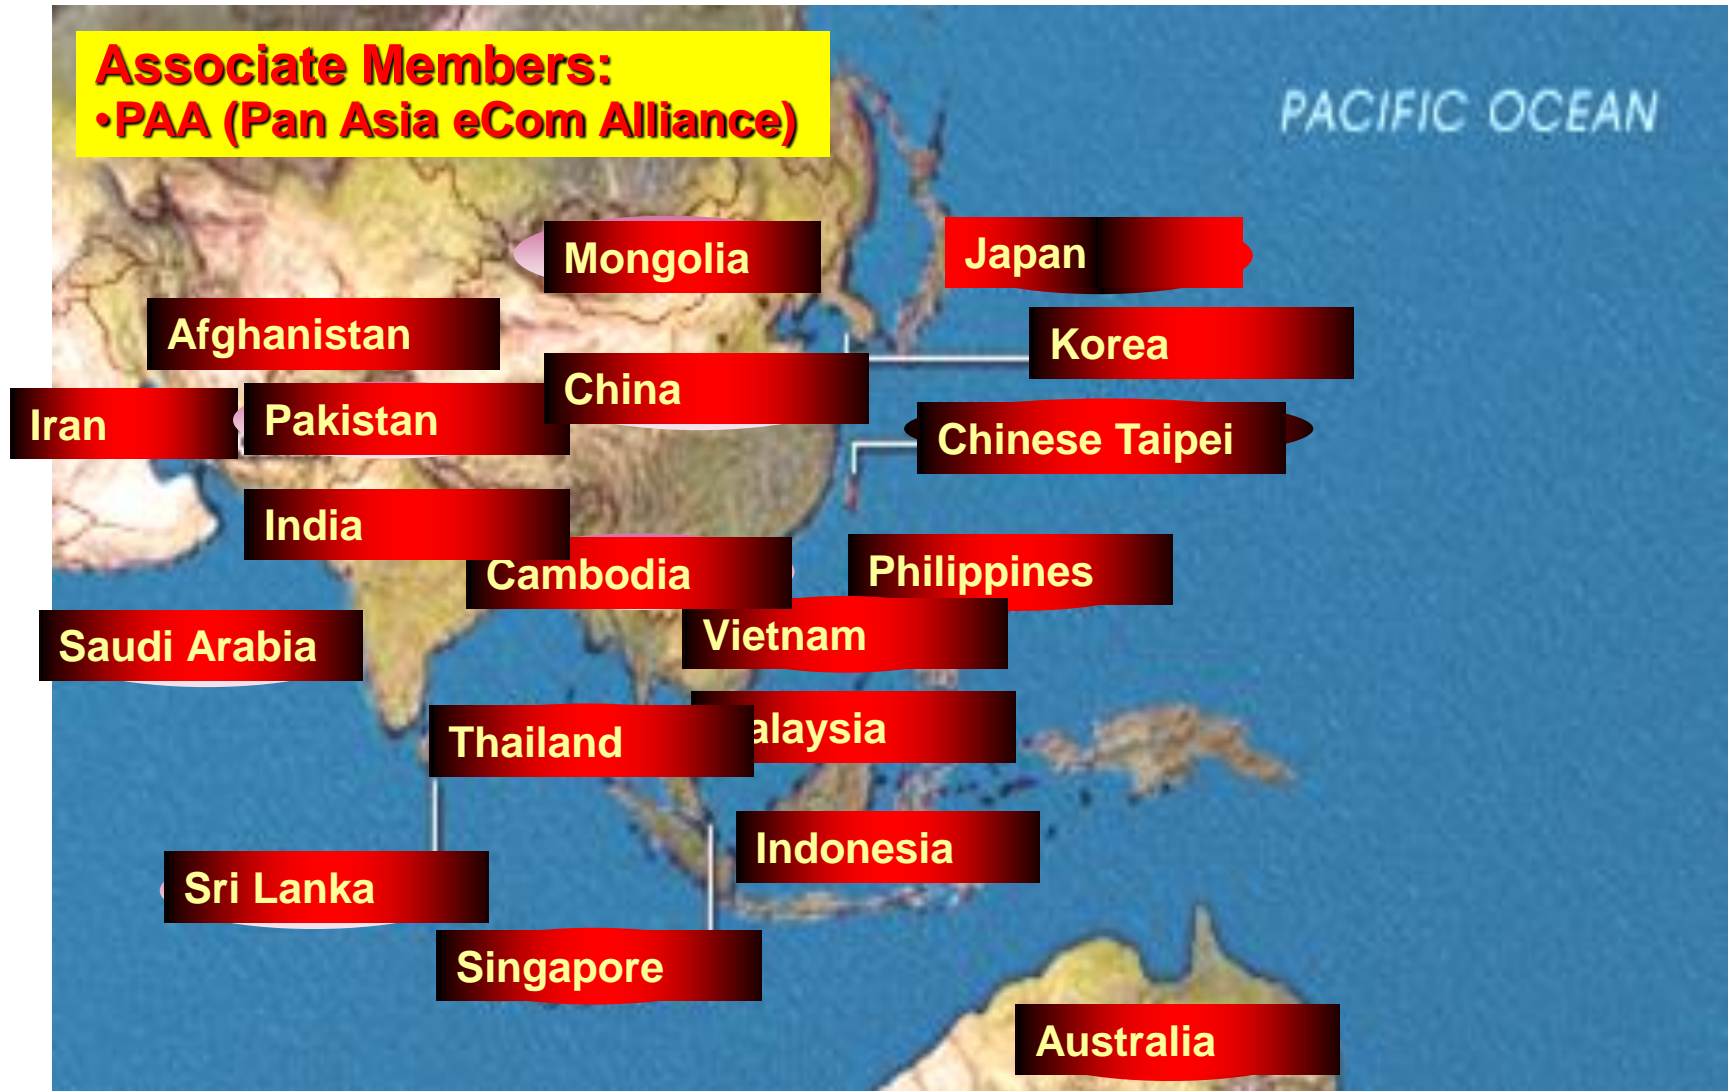 Associate Members:
•PAA (Pan Asia eCom Alliance)
PACIFIC OCEAN
Mongolia
Japan
Afghanistan
Korea
China
Iran
Pakistan
Chinese Taipei
India
Cambodia
Philippines
Vietnam
Saudi Arabia
Thailand
alaysia
Indonesia
Sri Lanka
Singapore
Australia